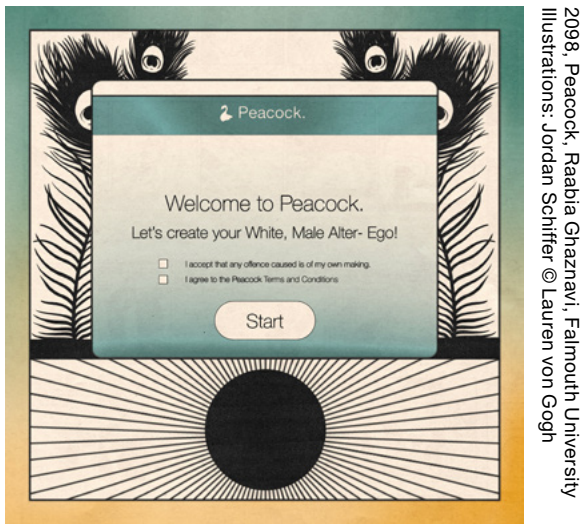 Peacock.
Welcome to Peacock.
Let's create your White, Male Alter- Ego!
I accept that any offence caused is of my own making.
I agree to the Peacock Terms and Conditions
Start
2098, Peacock, Raabia Ghaznavi, Falmouth University
Illustrations: Jordan Schiffer © Lauren von Gogh